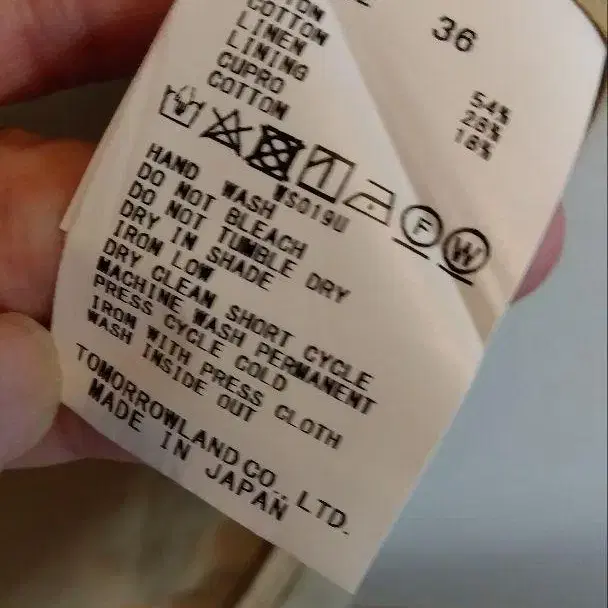 36
COTTON
LINEN
LINING
CUPRO
COTTON
54%
28%
18%
F
W
WS019U
HAND WASH
DO NOT BLEACH
DO NOT TUMBLE DRY
DRY IN SHADE
IRON LOW
DRY CLEAN SHORT CYCLE
MACHINE WASH PERMANENT
PRESS CYCLE COLD
IRON WITH PRESS CLOTH
WASH INSIDE OUT
TOMORROWLAND CO., LTD.
MADE IN JAPAN